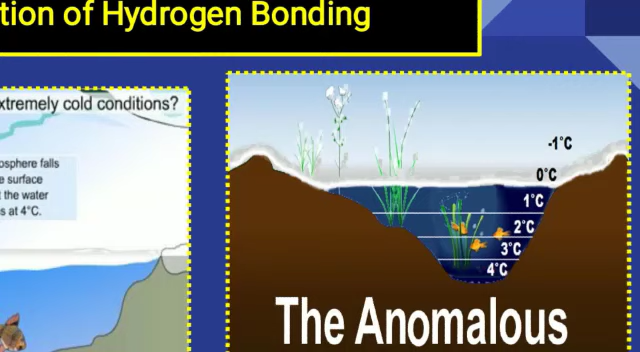 tion of Hydrogen Bonding
xtremely cold conditions?
osphere falls
e surface
t the water
s at 4°C.
-1°C
0°C
1°C
2°C
3°C
4°C
The Anomalous